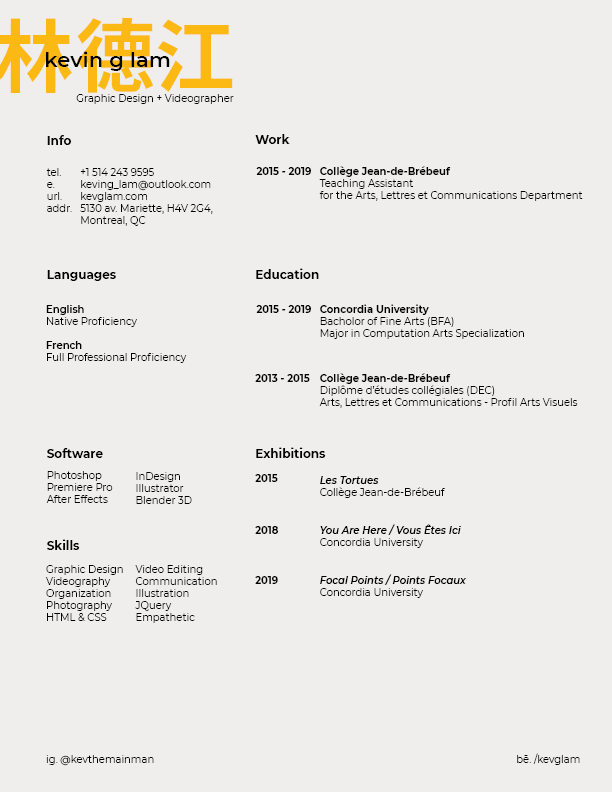 林德江
kevin g lam
Graphic Design + Videographer
Info
tel. +1 514 243 9595
e. keving_lam@outlook.com
url. kevglam.com
addr. 5130 av. Mariette, H4V 2G4,
Montreal, QC
Work
2015 - 2019 Collège Jean-de-Brébeuf
Teaching Assistant
for the Arts, Lettres et Communications Department
Languages
English
Native Proficiency
French
Full Professional Proficiency
Education
2015 - 2019 Concordia University
Bacholor of Fine Arts (BFA)
Major in Computation Arts Specialization
2013 - 2015 Collège Jean-de-Brébeuf
Diplôme d'études collégiales (DEC)
Arts, Lettres et Communications - Profil Arts Visuels
Software
Photoshop InDesign
Premiere Pro Illustrator
After Effects Blender 3D
Skills
Graphic Design Video Editing
Videography Communication
Organization Illustration
Photography JQuery
HTML & CSS Empathetic
Exhibitions
2015 Les Tortues
Collège Jean-de-Brébeuf
2018 You Are Here / Vous Êtes Ici
Concordia University
2019 Focal Points / Points Focaux
Concordia University
ig. @kevthemainman
bē. /kevglam